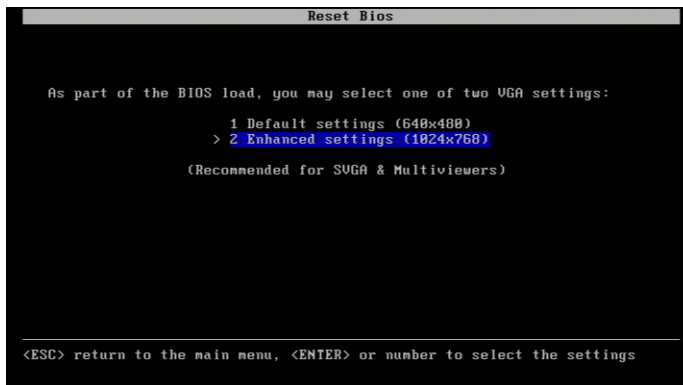 Reset Bios
As part of the BIOS load, you may select one of two VGA settings:
1 Default settings (640x480)
> 2 Enhanced settings (1024x768)
(Recommended for SVGA & Multiviewers)
<ESC> return to the main menu, <ENTER> or number to select the settings